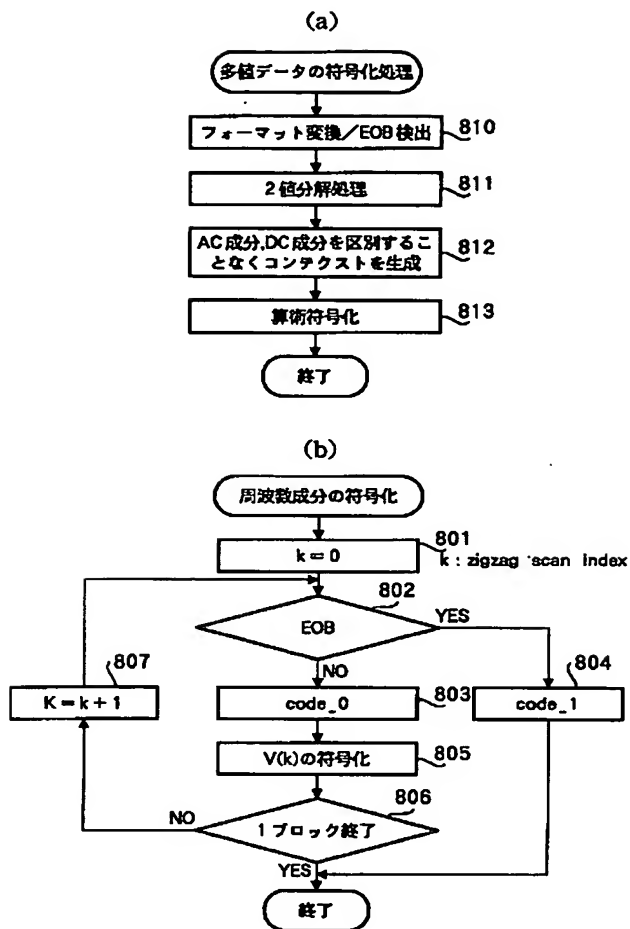 (a)
多値データの符号化処理
フォーマット変換／EOB検出
810
2値分解処理
811
AC成分,DC成分を区別するこ
となくコンテクストを生成
812
算術符号化
813
終了
(b)
周波数成分の符号化
801
k=0
k : zigzag scan index
802
EOB
YES
NO
807
K=k+1
code_0
803
804
code_1
V(k)の符号化
805
806
NO
1ブロック終了
YES
終了